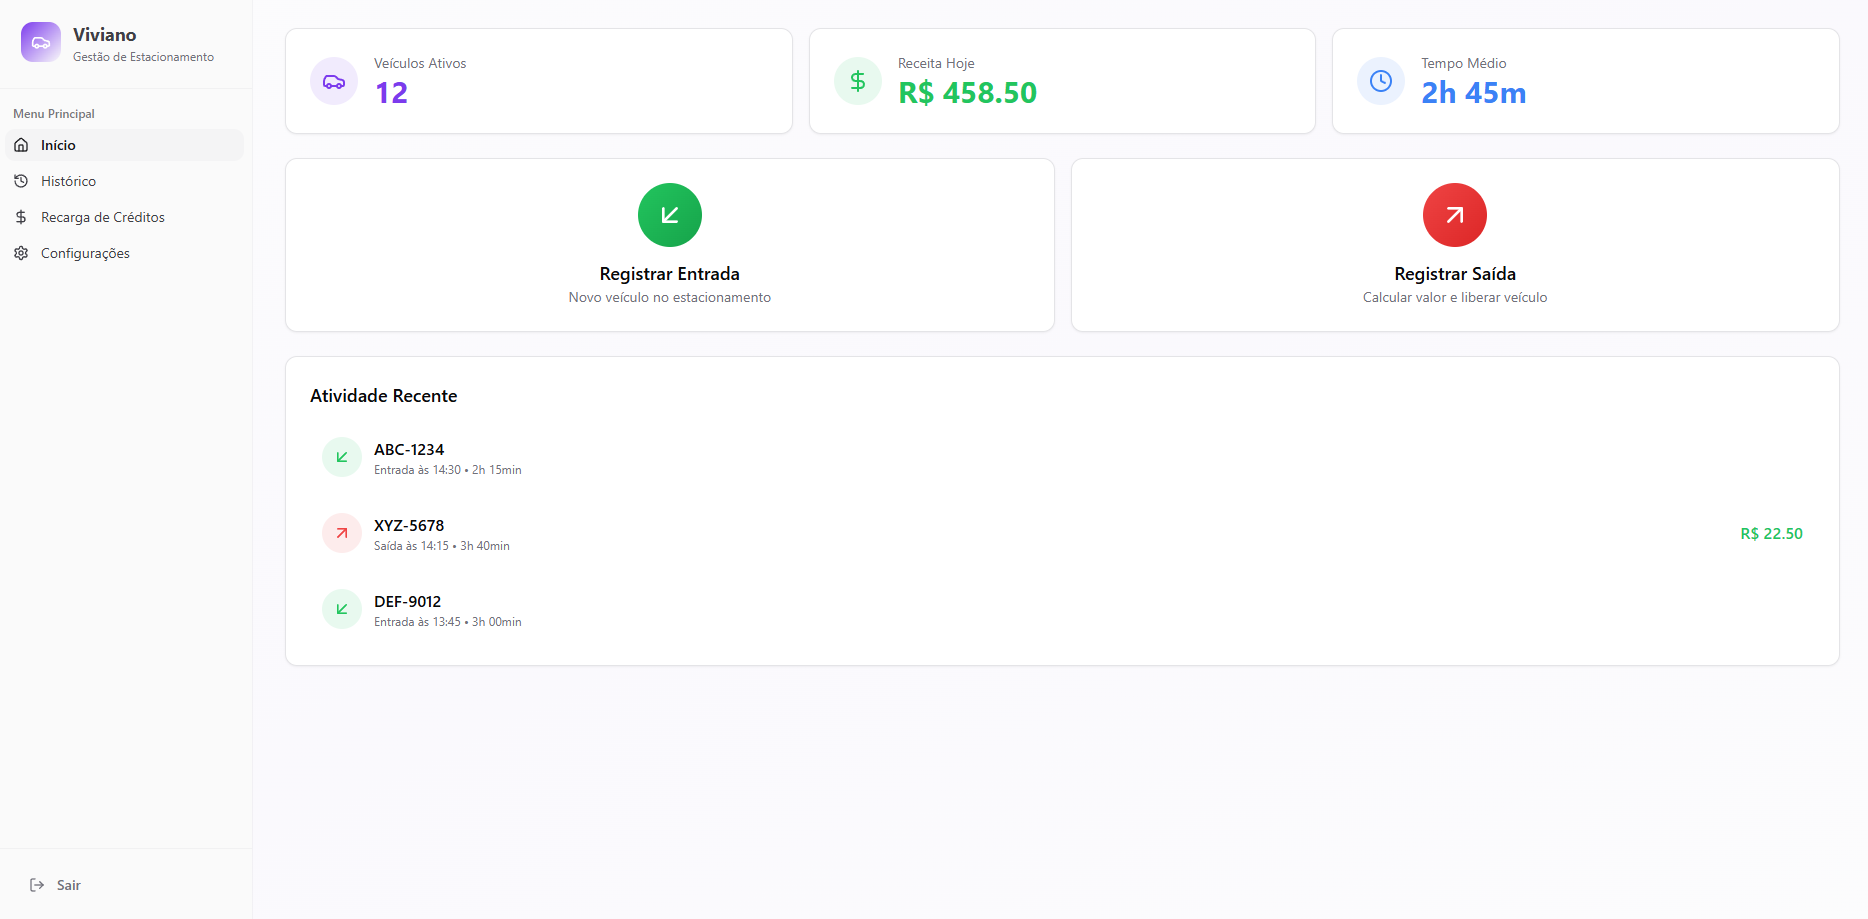 Viviano
Gestão de Estacionamento
Menu Principal
Início
Histórico
Recarga de Créditos
Configurações
Sair
Veículos Ativos
12
Receita Hoje
R$ 458.50
Tempo Médio
2h 45m
Registrar Entrada
Novo veículo no estacionamento
Registrar Saída
Calcular valor e liberar veículo
Atividade Recente
ABC-1234
Entrada às 14:30 • 2h 15min
XYZ-5678
Saída às 14:15 • 3h 40min
R$ 22.50
DEF-9012
Entrada às 13:45 • 3h 00min